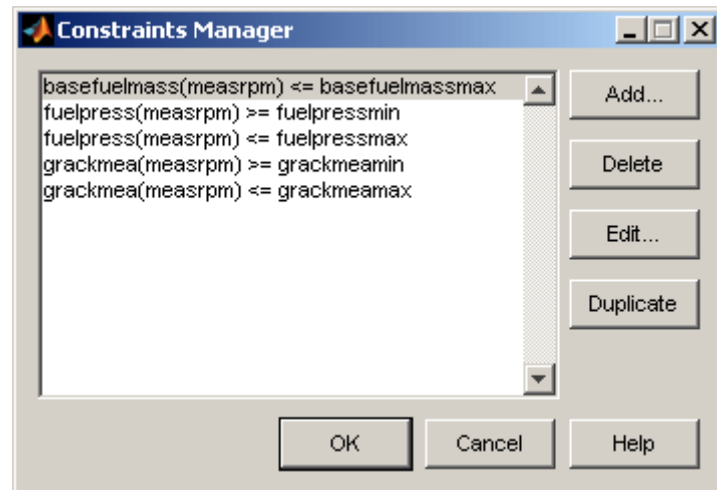 Constraints Manager
basefuelmass(measrpm) <= basefuelmassmax
fuelpress(measrpm) >= fuelpressmin
fuelpress(measrpm) <= fuelpressmax
grackmea(measrpm) >= grackmeamin
grackmea(measrpm) <= grackmeamax
Add...
Delete
Edit...
Duplicate
OK
Cancel
Help